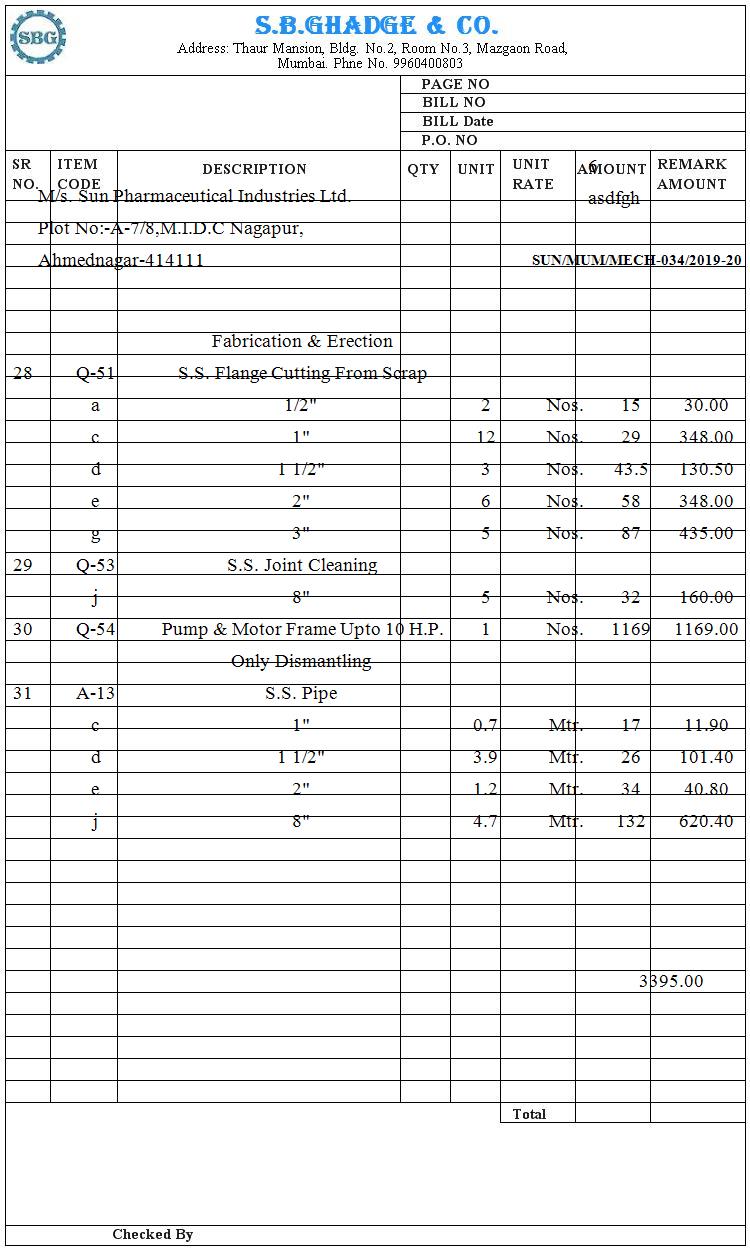 SBG
S.B.GHADGE & CO.
Address: Thaur Mansion, Bldg. No.2, Room No.3, Mazgaon Road,
Mumbai. Phne No. 9960400803
PAGE NO
BILL NO
BILL Date
P.O. NO
SR NO. ITEM CODE DESCRIPTION QTY UNIT UNIT RATE AMOUNT REMARK AMOUNT
6
M/s. Sun Pharmaceutical Industries Ltd. asdfgh
Plot No:-A-7/8,M.I.D.C Nagapur,
Ahmednagar-414111 SUN/MUM/MECH-034/2019-20
Fabrication & Erection
28 Q-51 S.S. Flange Cutting From Scrap
a 1/2" 2 Nos. 15 30.00
c 1" 12 Nos. 29 348.00
d 1 1/2" 3 Nos. 43.5 130.50
e 2" 6 Nos. 58 348.00
g 3" 5 Nos. 87 435.00
29 Q-53 S.S. Joint Cleaning
j 8" 5 Nos. 32 160.00
30 Q-54 Pump & Motor Frame Upto 10 H.P. 1 Nos. 1169 1169.00
Only Dismantling
31 A-13 S.S. Pipe
c 1" 0.7 Mtr. 17 11.90
d 1 1/2" 3.9 Mtr. 26 101.40
e 2" 1.2 Mtr. 34 40.80
j 8" 4.7 Mtr. 132 620.40
3395.00
Total
Checked By